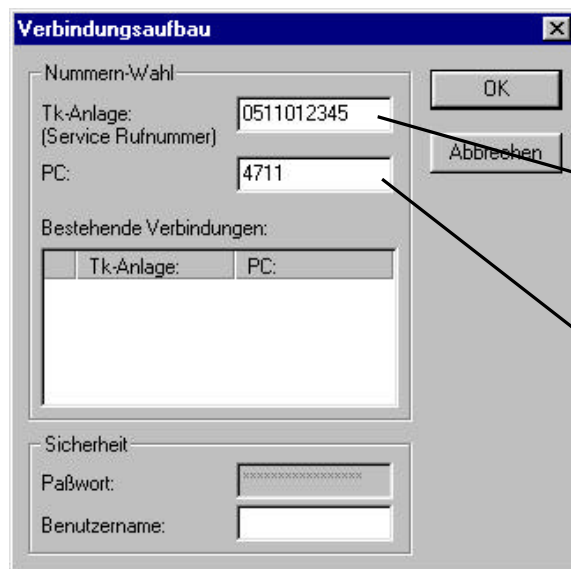 Verbindungsaufbau
Nummern-Wahl
Tk-Anlage:
(Service Rufnummer)
0511012345
PC:
4711
Bestehende Verbindungen:
Tk-Anlage: PC:
Sicherheit
Paßwort:
****************
Benutzername:
OK
Abbrechen